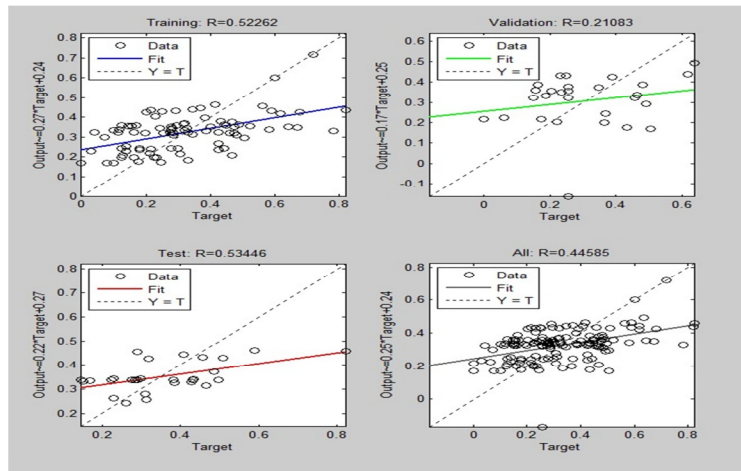 Training: R=0.52262
Output~=0.27*Target+0.24
0.8
0.7
0.6
0.5
0.4
0.3
0.2
0.1
0
Data
Fit
Y = T
0 0.2 0.4 0.6 0.8
Target
Validation: R=0.21083
Output~=0.17*Target+0.25
0.6
0.5
0.4
0.3
0.2
0.1
0
-0.1
Data
Fit
Y = T
0 0.2 0.4 0.6
Target
Test: R=0.53446
Output~=0.22*Target+0.27
0.8
0.7
0.6
0.5
0.4
0.3
0.2
Data
Fit
Y = T
0.2 0.4 0.6 0.8
Target
All: R=0.44585
Output~=0.25*Target+0.24
0.8
0.6
0.4
0.2
0
Data
Fit
Y = T
0 0.2 0.4 0.6 0.8
Target